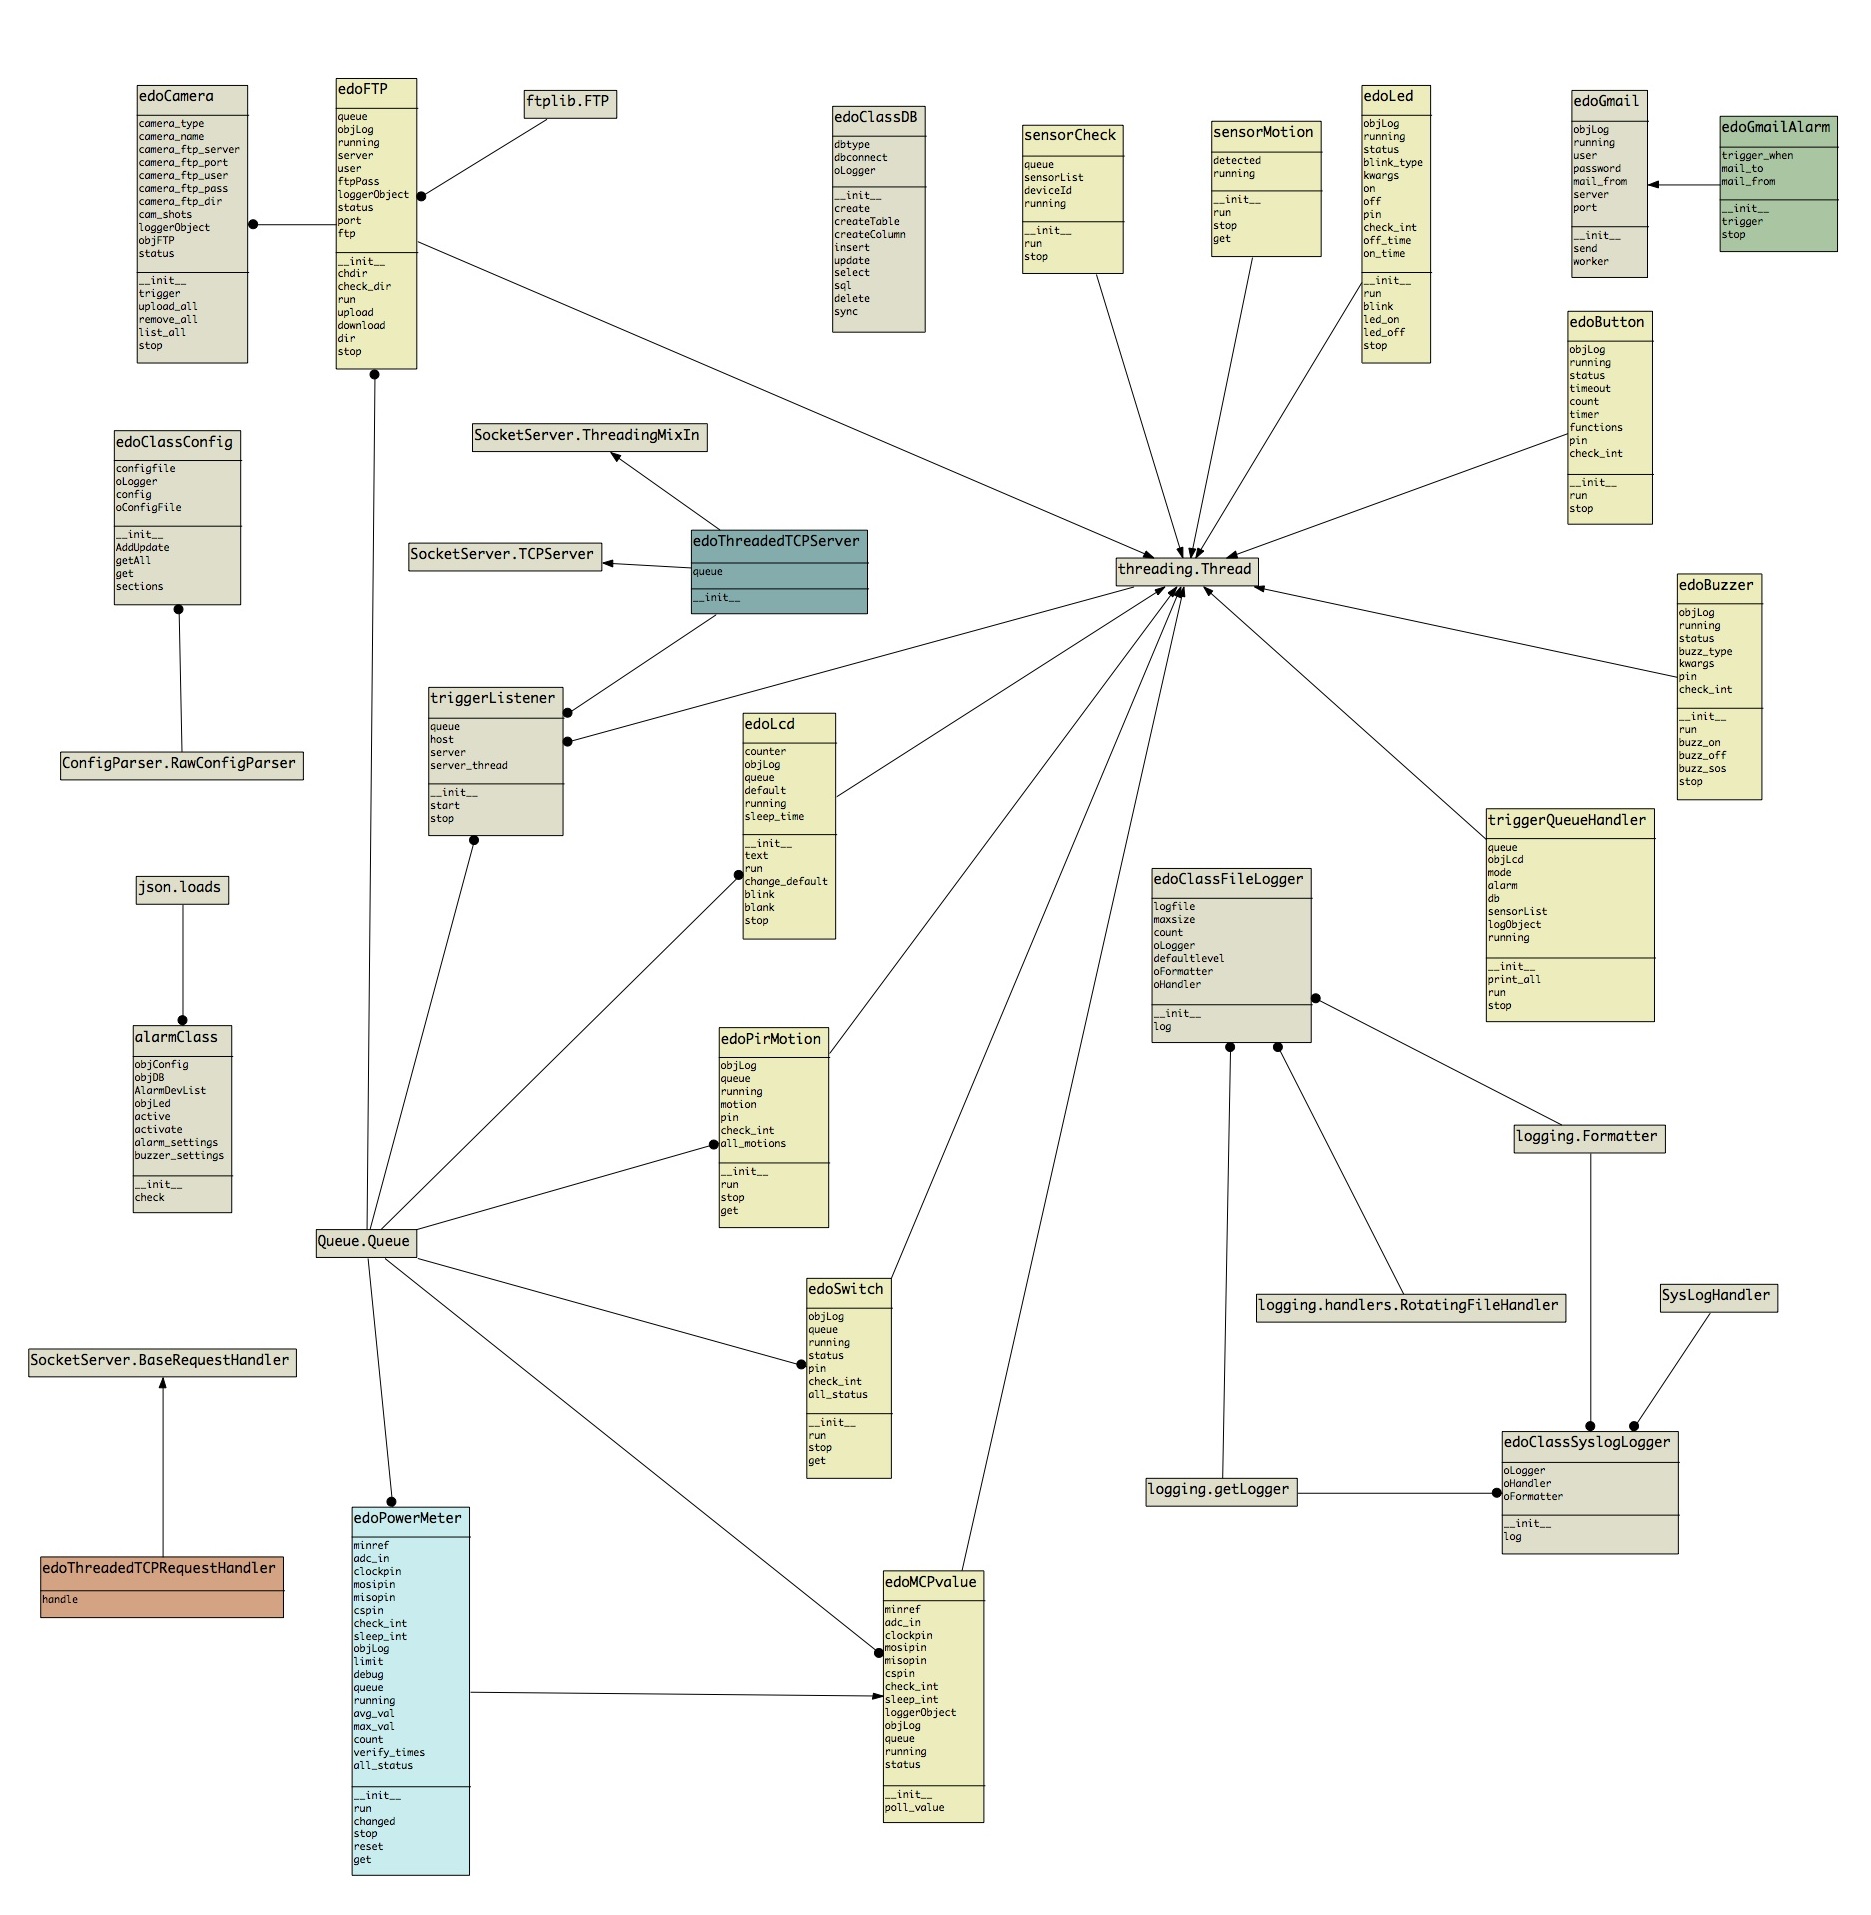 edoCamera
camera_type
camera_name
camera_ftp_server
camera_ftp_port
camera_ftp_user
camera_ftp_pass
camera_ftp_dir
cam_shots
loggerObject
objFTP
status
__init__
trigger
upload_all
remove_all
list_all
stop
edoFTP
queue
objLog
running
server
user
ftpPass
loggerObject
status
port
ftp
__init__
chdir
check_dir
run
upload
download
dir
stop
ftplib.FTP
edoClassDB
dbtype
dbconnect
oLogger
__init__
create
createTable
createColumn
insert
update
select
sql
delete
sync
sensorCheck
queue
sensorList
deviceId
running
__init__
run
stop
sensorMotion
detected
running
__init__
run
stop
get
edoLed
objLog
running
status
blink_type
kwargs
on
off
pin
check_int
off_time
on_time
__init__
run
blink
led_on
led_off
stop
edoGmail
objLog
running
user
password
mail_from
server
port
__init__
send
worker
edoGmailAlarm
trigger_when
mail_to
mail_from
__init__
trigger
stop
edoButton
objLog
running
status
timeout
count
timer
functions
pin
check_int
__init__
run
stop
edoClassConfig
configfile
oLogger
config
oConfigFile
__init__
AddUpdate
getAll
get
sections
SocketServer.ThreadingMixIn
SocketServer.TCPServer
edoThreadedTCPServer
queue
__init__
threading.Thread
edoBuzzer
objLog
running
status
buzz_type
kwargs
pin
check_int
__init__
run
buzz_on
buzz_off
buzz_sos
stop
triggerListener
queue
host
server
server_thread
__init__
start
stop
edoLcd
counter
objLog
queue
default
running
sleep_time
__init__
text
run
change_default
blink
blank
stop
ConfigParser.RawConfigParser
triggerQueueHandler
queue
objLcd
mode
alarm
db
sensorList
logObject
running
__init__
print_all
run
stop
json.loads
edoClassFileLogger
logfile
maxsize
count
oLogger
defaultlevel
oFormatter
oHandler
__init__
log
alarmClass
objConfig
objDB
AlarmDevList
objLed
active
activate
alarm_settings
buzzer_settings
__init__
check
edoPirMotion
objLog
queue
running
motion
pin
check_int
all_motions
__init__
run
stop
get
logging.Formatter
Queue.Queue
edoSwitch
objLog
queue
running
status
pin
check_int
all_status
__init__
run
stop
get
logging.handlers.RotatingFileHandler
SysLogHandler
SocketServer.BaseRequestHandler
edoClassSyslogLogger
oLogger
oHandler
oFormatter
__init__
log
logging.getLogger
edoThreadedTCPRequestHandler
handle
edoPowerMeter
minref
adc_in
clockpin
mosipin
misopin
cspin
check_int
sleep_int
objLog
limit
debug
queue
running
avg_val
max_val
count
verify_times
all_status
__init__
run
changed
stop
reset
get
edoMCPvalue
minref
adc_in
clockpin
mosipin
misopin
cspin
check_int
sleep_int
loggerObject
objLog
queue
running
status
__init__
poll_value